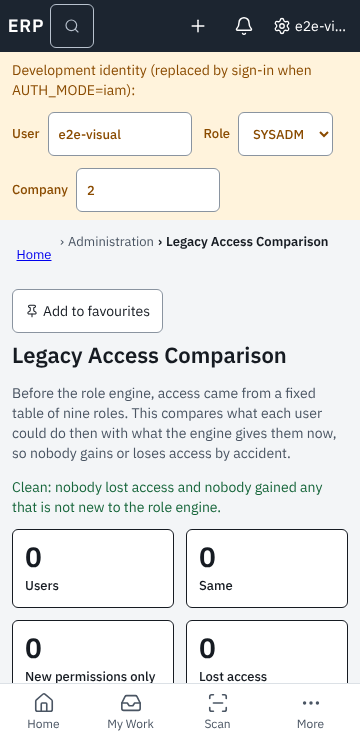 ERP
e2e-vi...
Development identity (replaced by sign-in when
AUTH_MODE=iam):
User e2e-visual Role SYSADM
Company 2
Home › Administration › Legacy Access Comparison
Add to favourites
Legacy Access Comparison
Before the role engine, access came from a fixed
table of nine roles. This compares what each user
could do then with what the engine gives them now,
so nobody gains or loses access by accident.
Clean: nobody lost access and nobody gained any
that is not new to the role engine.
0 0
Users Same
0 0
New permissions only Lost access
Home My Work Scan More